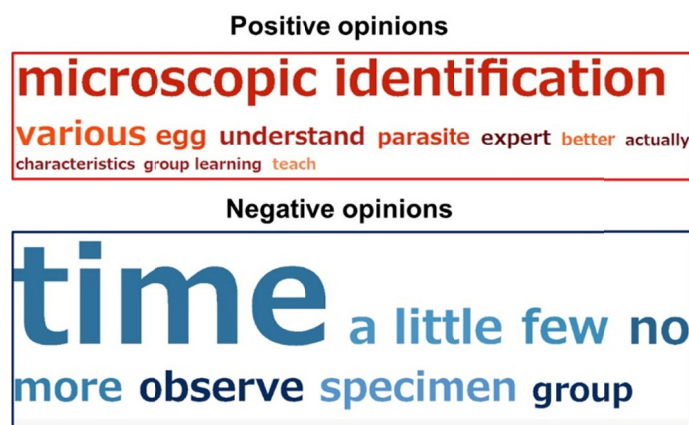 Positive opinions
microscopic identification
various egg understand parasite expert better actually
characteristics group learning teach
Negative opinions
time a little few no
more observe specimen group